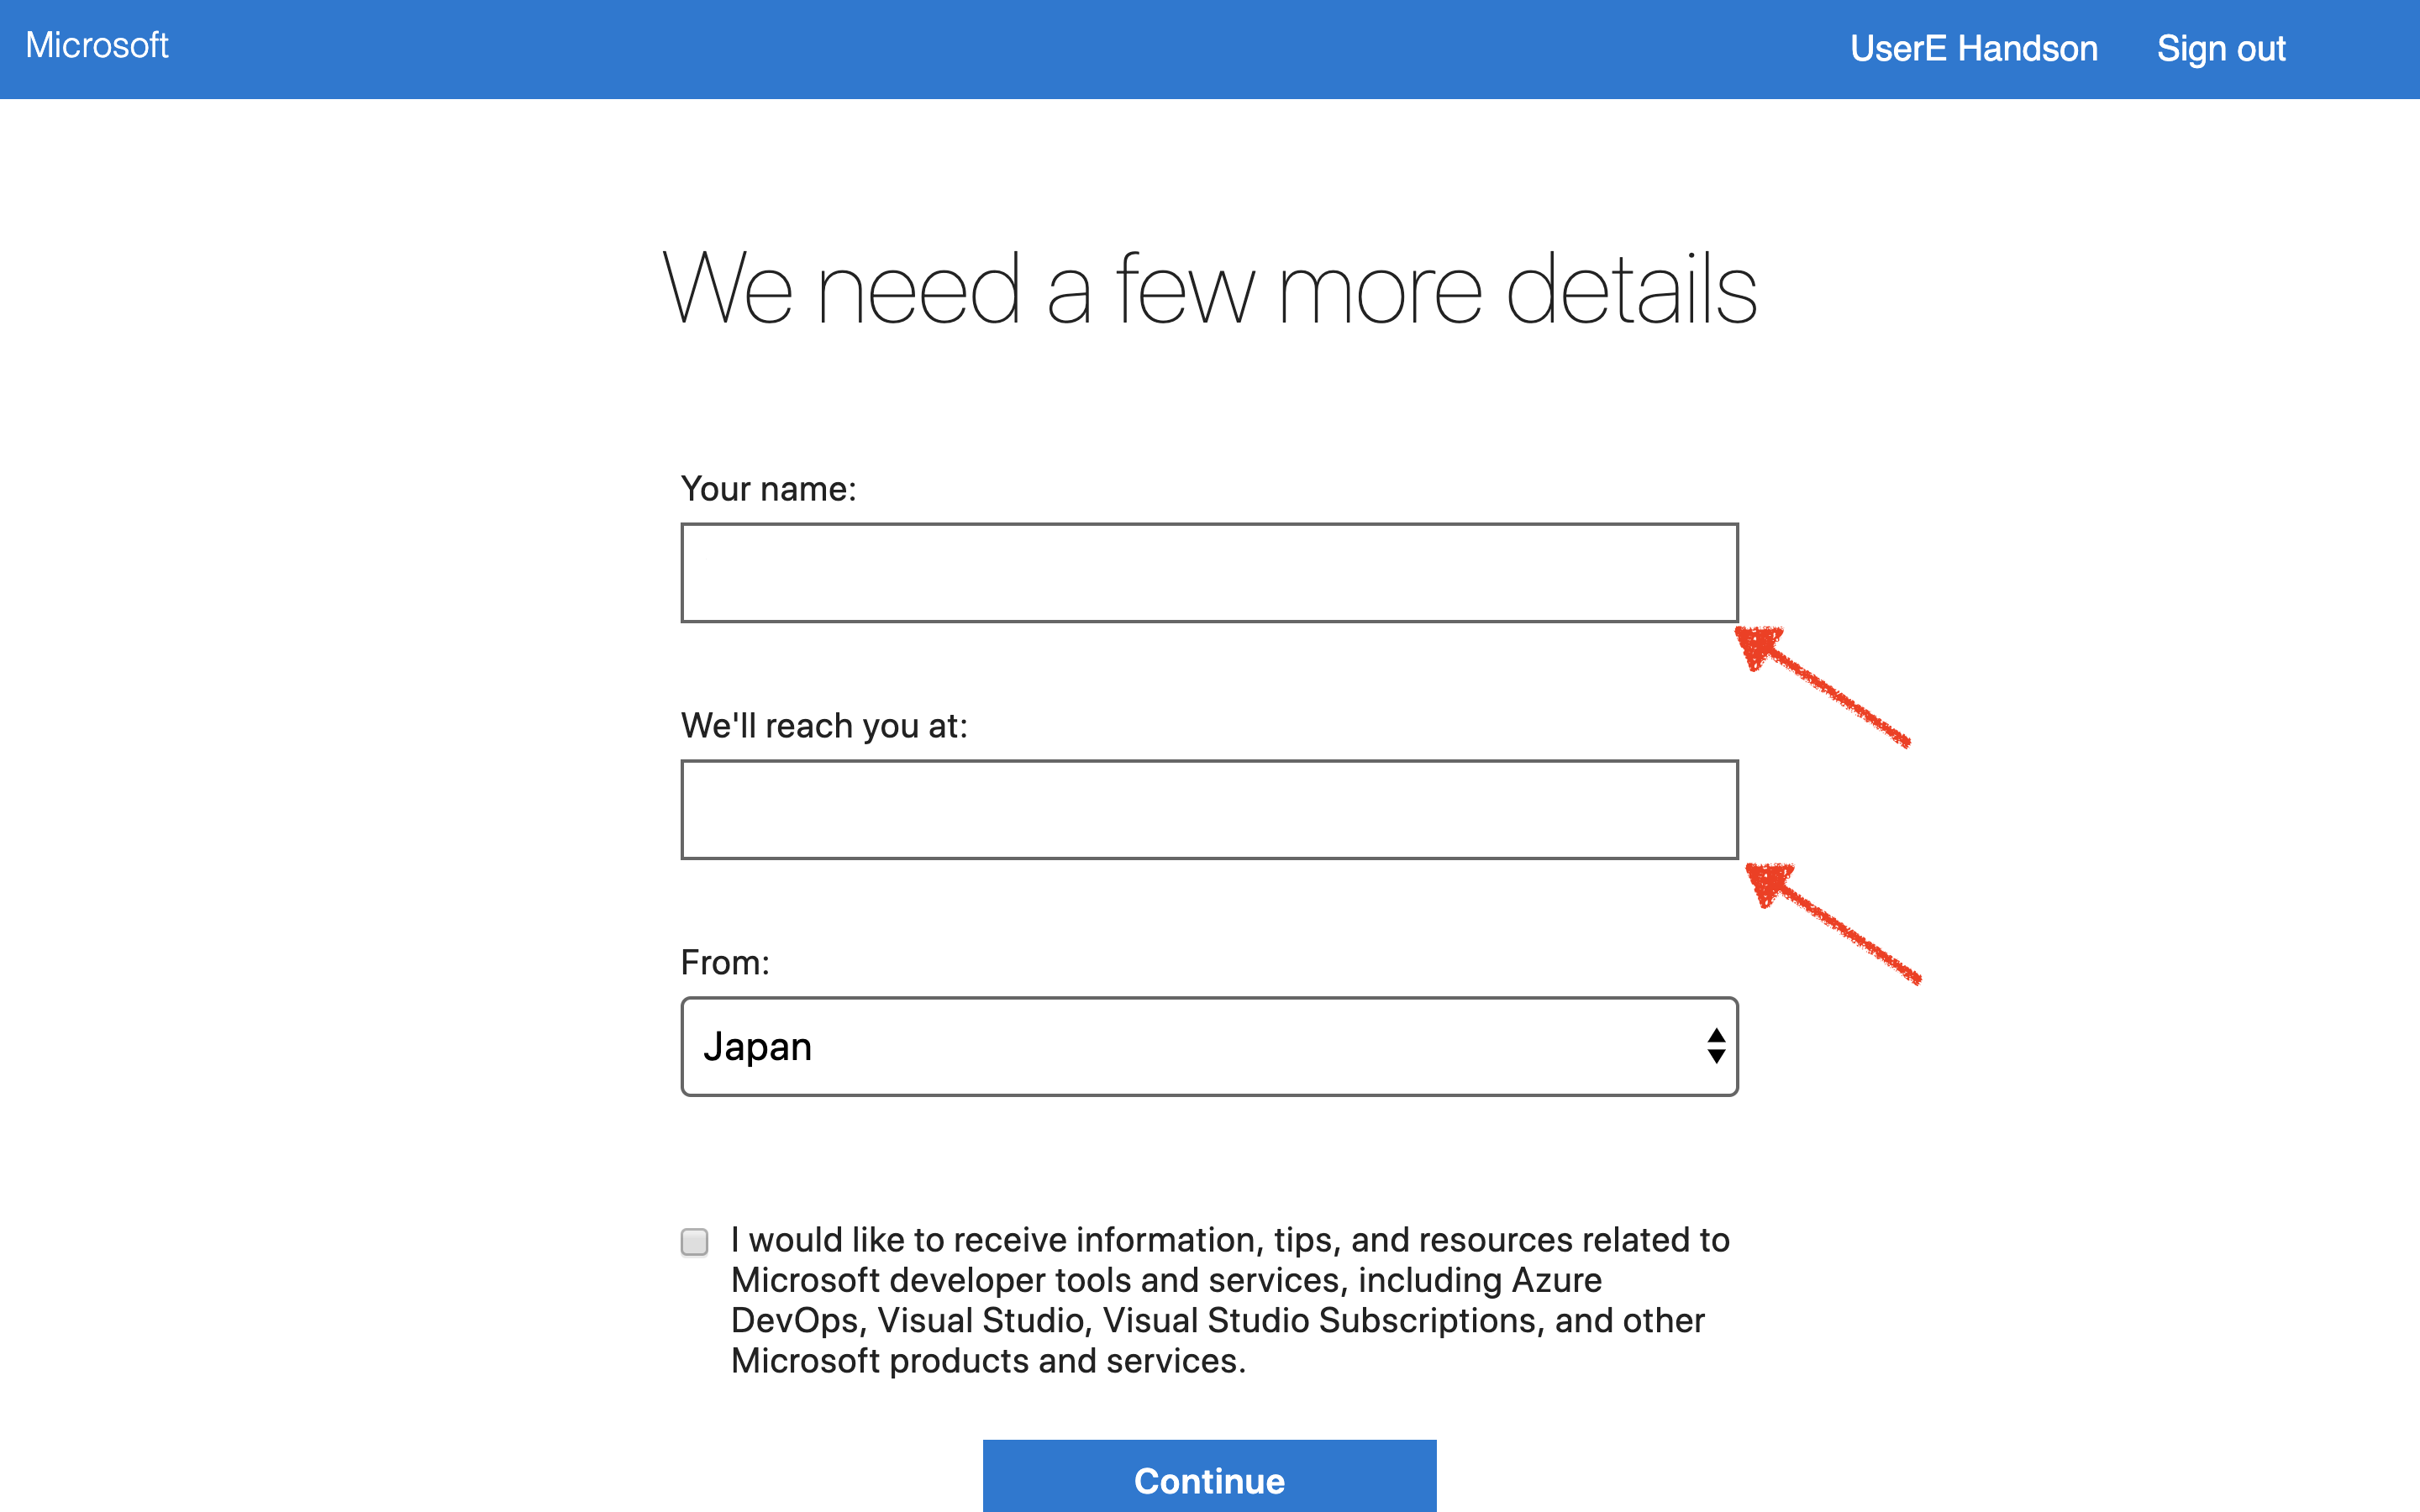 Microsoft
UserE Handson
Sign out
We need a few more details
Your name:
We'll reach you at:
From:
Japan
I would like to receive information, tips, and resources related to
Microsoft developer tools and services, including Azure
DevOps, Visual Studio, Visual Studio Subscriptions, and other
Microsoft products and services.
Continue